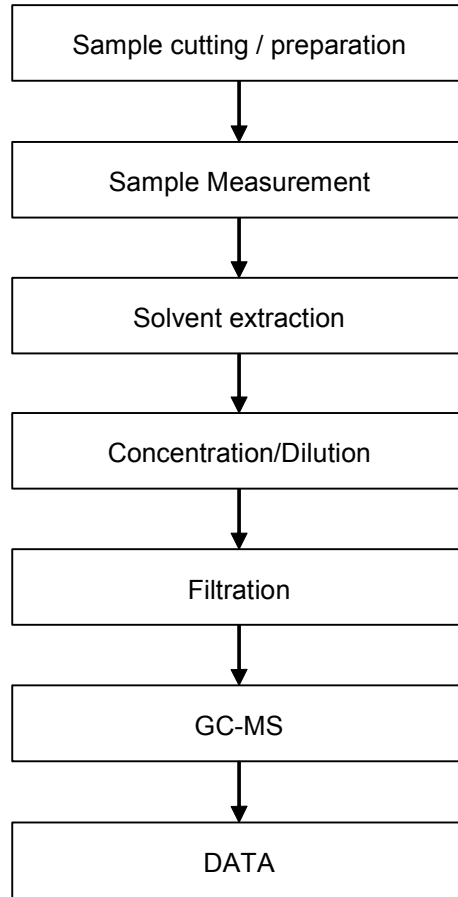 Sample cutting / preparation
Sample Measurement
Solvent extraction
Concentration/Dilution
Filtration
GC-MS
DATA